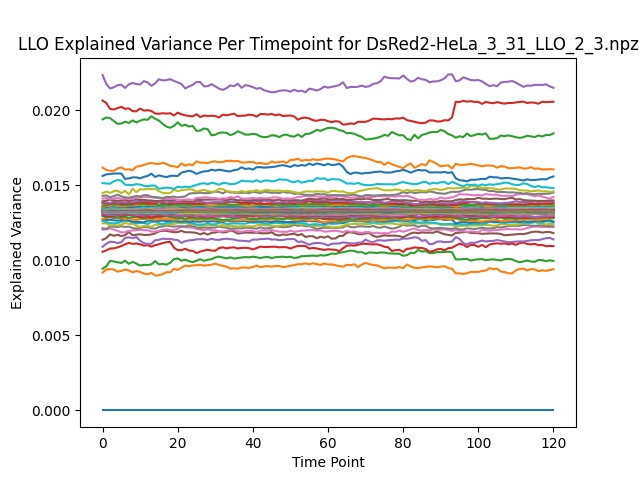 LLO Explained Variance Per Timepoint for DsRed2-HeLa_3_31_LLO_2_3.npz
Explained Variance
0.020
0.015
0.010
0.005
0.000
0 20 40 60 80 100 120
Time Point